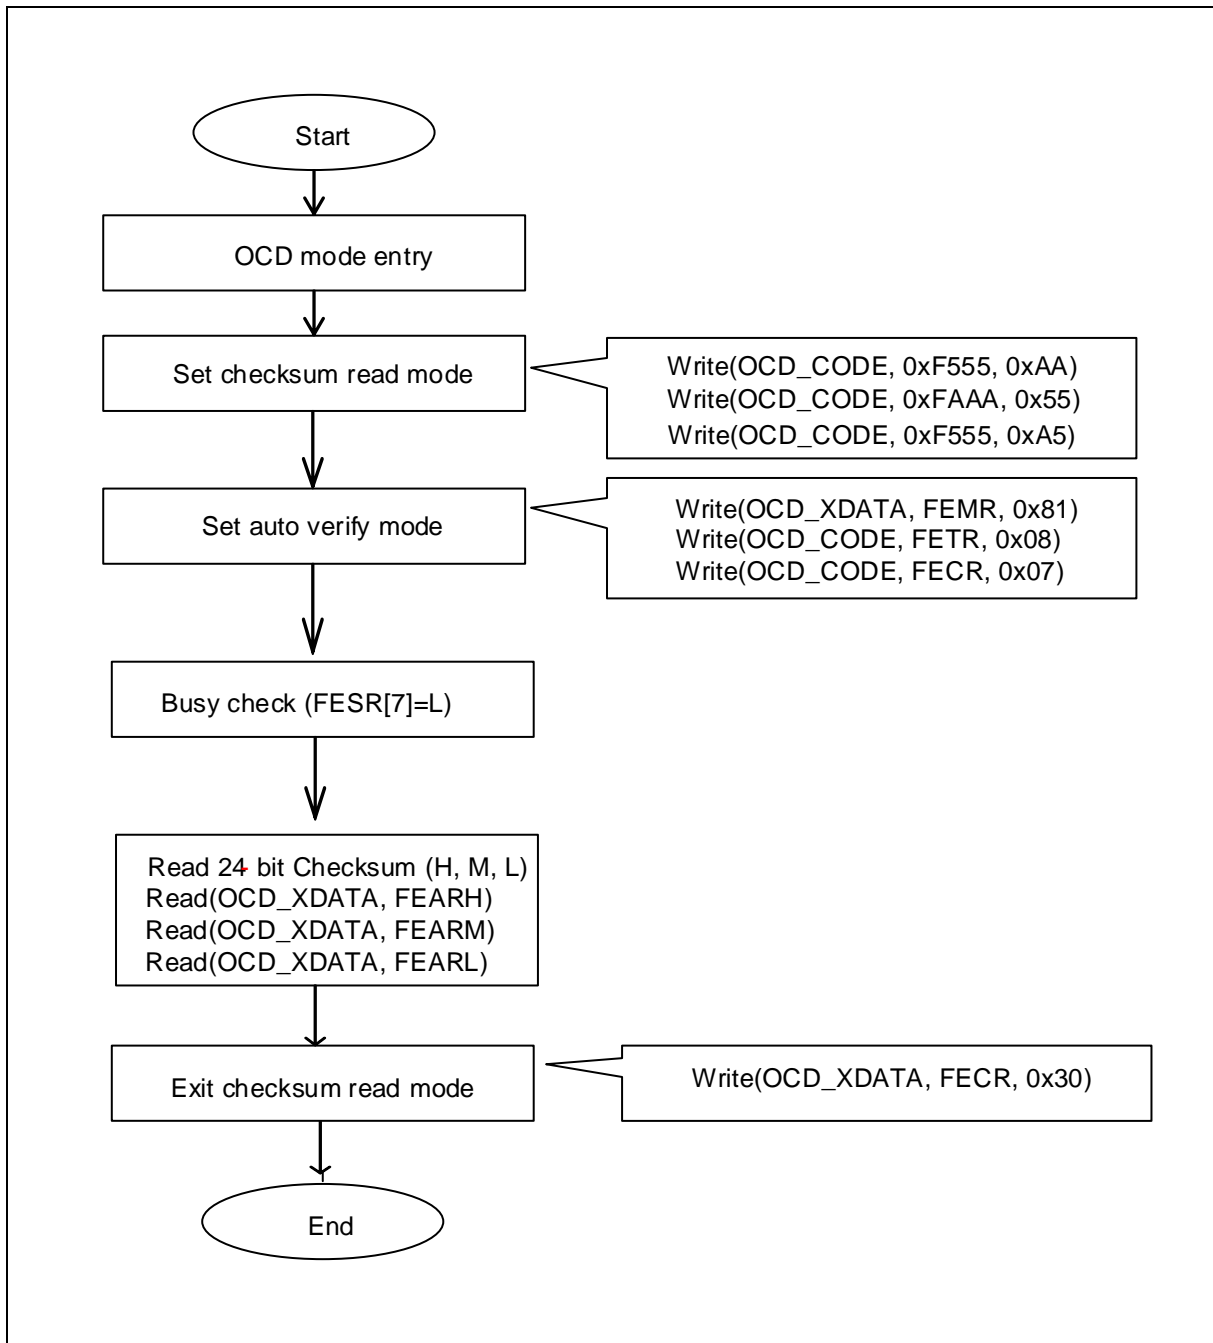 Start
OCD mode entry
Set checksum read mode
Write(OCD_CODE, 0xF555, 0xAA)
Write(OCD_CODE, 0xFAAA, 0x55)
Write(OCD_CODE, 0xF555, 0xA5)
Set auto verify mode
Write(OCD_XDATA, FEMR, 0x81)
Write(OCD_CODE, FETR, 0x08)
Write(OCD_CODE, FECR, 0x07)
Busy check (FESR[7]=L)
Read 24- bit Checksum (H, M, L)
Read(OCD_XDATA, FEARH)
Read(OCD_XDATA, FEARM)
Read(OCD_XDATA, FEARL)
Exit checksum read mode
Write(OCD_XDATA, FECR, 0x30)
End